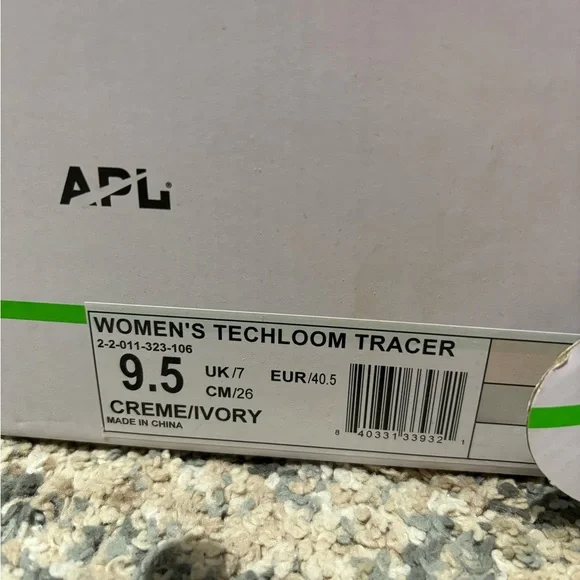 APL
WOMEN'S TECHLOOM TRACER
2-2-011-323-106
9.5 UK/7 EUR/40.5
CM/26
CREME/IVORY
MADE IN CHINA
8 40331 33932 1